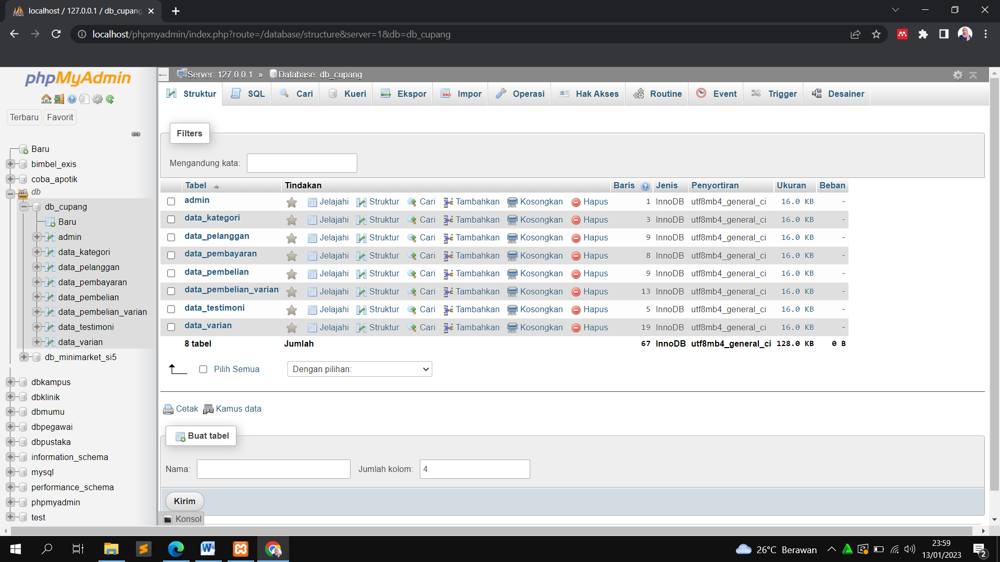 localhost / 127.0.0.1 / db_cupang
localhost/phpmyadmin/index.php?route=/database/structure&server=1&db=db_cupang
phpMyAdmin
Terbaru Favorit
Baru
bimbel_exis
coba_apotik
db
db_cupang
Baru
admin
data_kategori
data_pelanggan
data_pembayaran
data_pembelian
data_pembelian_varian
data_testimoni
data_varian
db_minimarket_si5
dbkampus
dbklinik
dbmumu
dbpegawai
dbpustaka
information_schema
mysql
performance_schema
phpmyadmin
test
Server: 127.0.0.1 » Database: db_cupang
Struktur SQL Cari Kueri Ekspor Impor Operasi Hak Akses Routine Event Trigger Desainer
Filters
Mengandung kata:
Tabel Tindakan Baris Jenis Penyortiran Ukuran Beban
admin Jelajahi Struktur Cari Tambahkan Kosongkan Hapus 1 InnoDB utf8mb4_general_ci 16.0 KB -
data_kategori Jelajahi Struktur Cari Tambahkan Kosongkan Hapus 3 InnoDB utf8mb4_general_ci 16.0 KB -
data_pelanggan Jelajahi Struktur Cari Tambahkan Kosongkan Hapus 9 InnoDB utf8mb4_general_ci 16.0 KB -
data_pembayaran Jelajahi Struktur Cari Tambahkan Kosongkan Hapus 8 InnoDB utf8mb4_general_ci 16.0 KB -
data_pembelian Jelajahi Struktur Cari Tambahkan Kosongkan Hapus 9 InnoDB utf8mb4_general_ci 16.0 KB -
data_pembelian_varian Jelajahi Struktur Cari Tambahkan Kosongkan Hapus 13 InnoDB utf8mb4_general_ci 16.0 KB -
data_testimoni Jelajahi Struktur Cari Tambahkan Kosongkan Hapus 5 InnoDB utf8mb4_general_ci 16.0 KB -
data_varian Jelajahi Struktur Cari Tambahkan Kosongkan Hapus 19 InnoDB utf8mb4_general_ci 16.0 KB -
8 tabel Jumlah 67 InnoDB utf8mb4_general_ci 128.0 KB 0 B
Pilih Semua Dengan pilihan:
Cetak Kamus data
Buat tabel
Nama: Jumlah kolom: 4
Kirim
Konsol
26°C Berawan
23:59
13/01/2023
2